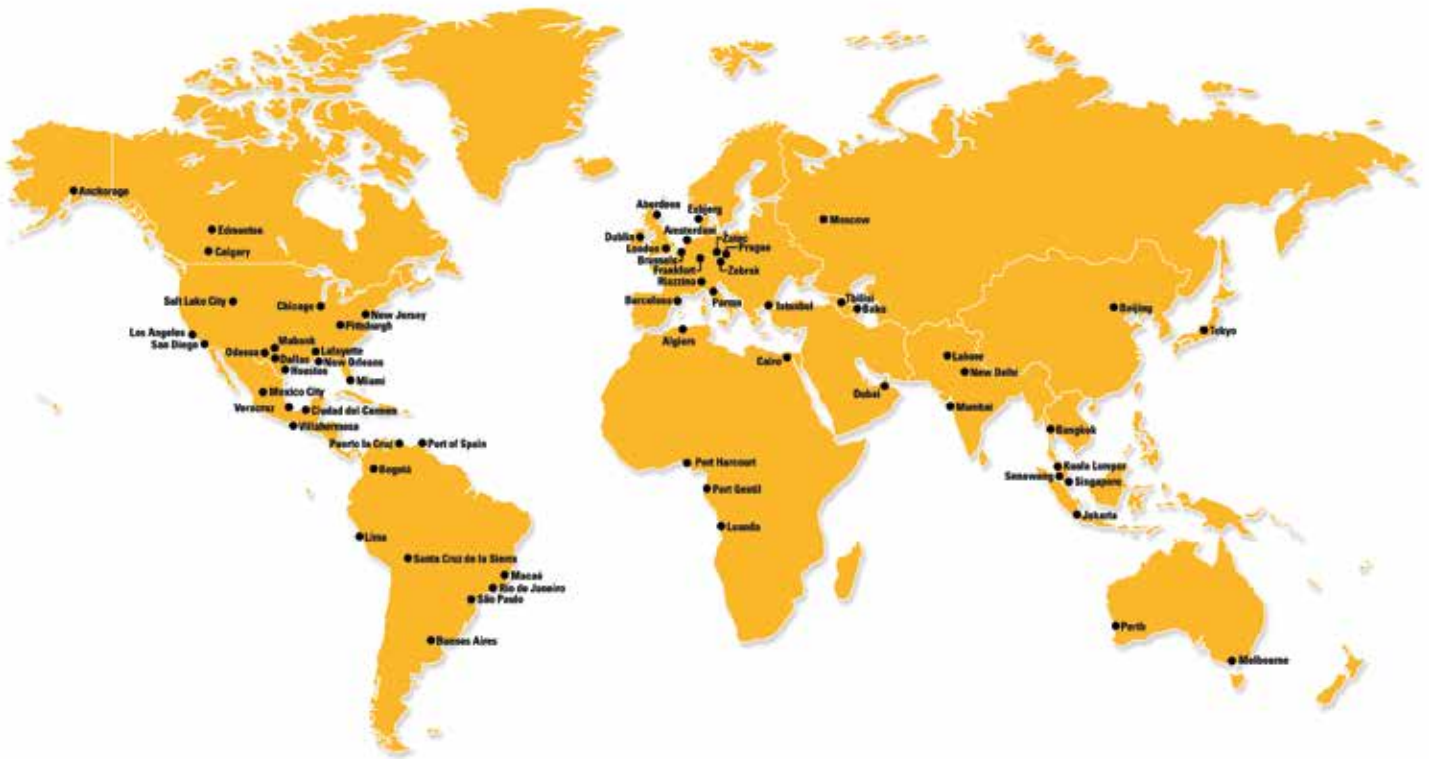 Anchorage
Edmonton
Calgary
Salt Lake City
Chicago
New Jersey
Pittsburgh
Los Angeles
San Diego
Mabank
Odessa
Dallas
Lafayette
New Orleans
Houston
Miami
Mexico City
Veracruz
Ciudad del Carmen
Villahermosa
Puerto la Cruz
Port of Spain
Bogotá
Lima
Santa Cruz de la Sierra
Macaé
Rio de Janeiro
São Paulo
Buenos Aires
Aberdeen
Esbjerg
Dublin
Amsterdam
London
Brussels
Zatec
Prague
Frankfurt
Zebrak
Riazzino
Barcelona
Parma
Istanbul
Algiers
Cairo
Moscow
Tbilisi
Baku
Dubai
Port Harcourt
Port Gentil
Luanda
Beijing
Tokyo
Lahore
New Delhi
Mumbai
Bangkok
Kuala Lumpur
Senawang
Singapore
Jakarta
Perth
Melbourne